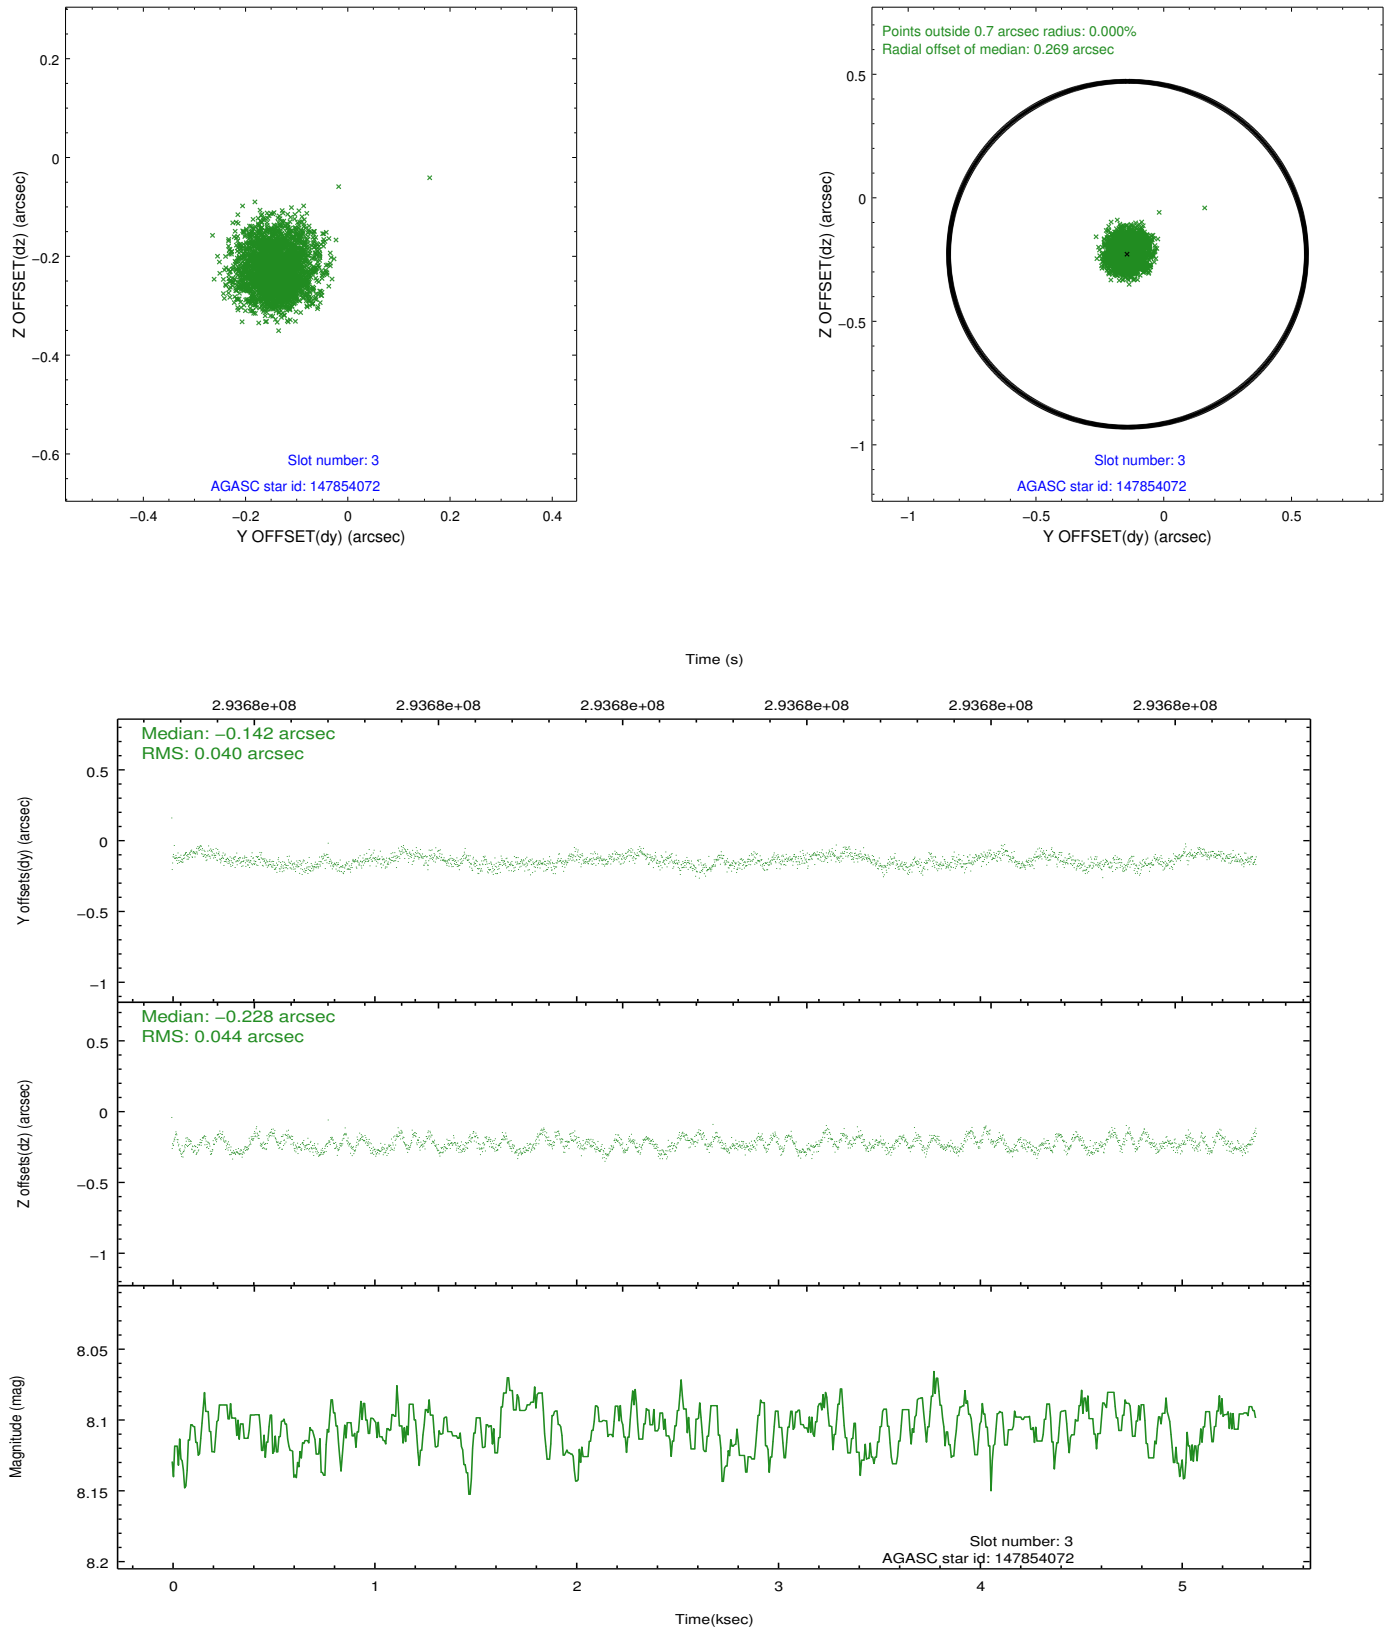 0.2
0
−0.2
−0.4
−0.6
Z OFFSET(dz) (arcsec)
Slot number: 3
AGASC star id: 147854072
−0.4 −0.2 0 0.2 0.4
Y OFFSET(dy) (arcsec)
Points outside 0.7 arcsec radius: 0.000%
Radial offset of median: 0.269 arcsec
0.5
0
−0.5
−1
Z OFFSET(dz) (arcsec)
Slot number: 3
AGASC star id: 147854072
−1 −0.5 0 0.5
Y OFFSET(dy) (arcsec)
Time (s)
2.9368e+08 2.9368e+08 2.9368e+08 2.9368e+08 2.9368e+08 2.9368e+08
Median: −0.142 arcsec
RMS: 0.040 arcsec
0.5
0
−0.5
−1
Y offsets(dy) (arcsec)
Median: −0.228 arcsec
RMS: 0.044 arcsec
0.5
0
−0.5
−1
Z offsets(dz) (arcsec)
8.05
8.1
8.15
8.2
Magnitude (mag)
Slot number: 3
AGASC star id: 147854072
0 1 2 3 4 5
Time(ksec)